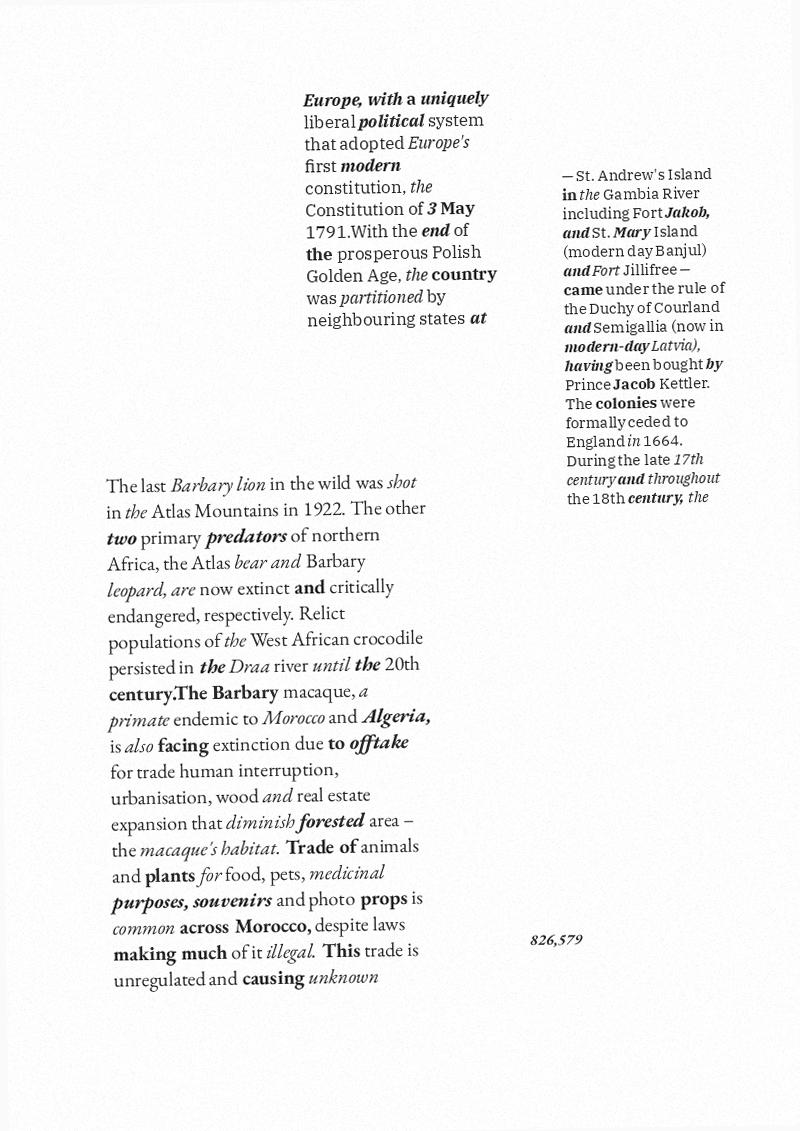 Europe, with a uniquely
liberal political system
that adopted Europe's
first modern
constitution, the
Constitution of 3 May
1791.With the end of
the prosperous Polish
Golden Age, the country
was partitioned by
neighbouring states at
— St. Andrew's Island
in the Gambia River
including Fort Jakob,
and St. Mary Island
(modern day Banjul)
and Fort Jillifree —
came under the rule of
the Duchy of Courland
and Semigallia (now in
modern-day Latvia),
having been bought by
Prince Jacob Kettler.
The colonies were
formally ceded to
England in 1664.
During the late 17th
century and throughout
the 18th century, the
The last Barbary lion in the wild was shot
in the Atlas Mountains in 1922. The other
two primary predators of northern
Africa, the Atlas bear and Barbary
leopard, are now extinct and critically
endangered, respectively. Relict
populations of the West African crocodile
persisted in the Draa river until the 20th
century.The Barbary macaque, a
primate endemic to Morocco and Algeria,
is also facing extinction due to offtake
for trade human interruption,
urbanisation, wood and real estate
expansion that diminish forested area –
the macaque's habitat. Trade of animals
and plants for food, pets, medicinal
purposes, souvenirs and photo props is
common across Morocco, despite laws
making much of it illegal. This trade is
unregulated and causing unknown
826,579